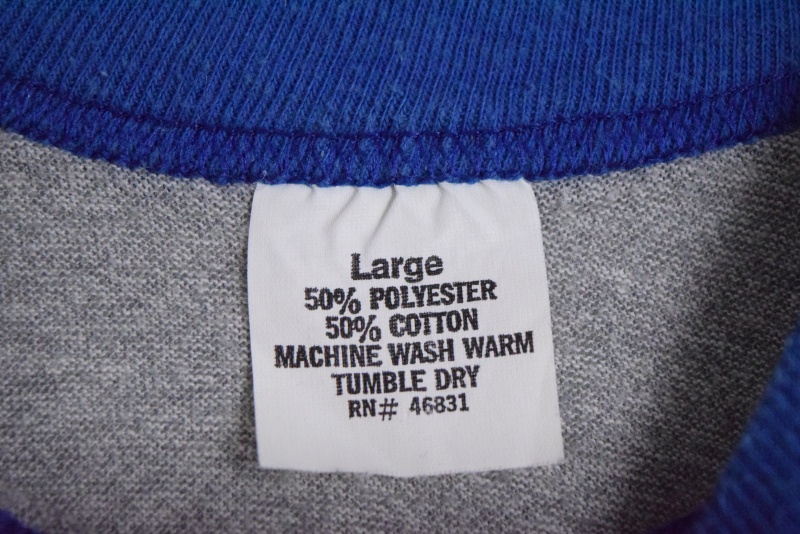 Large
50% POLYESTER
50% COTTON
MACHINE WASH WARM
TUMBLE DRY
RN# 46831